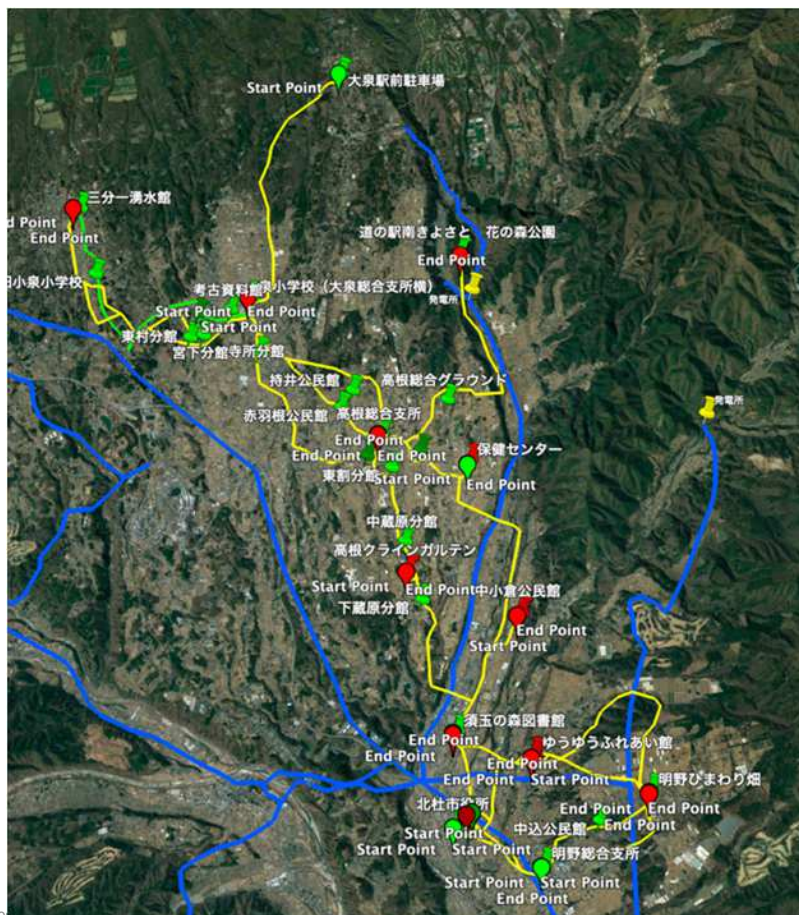 Start Point 大泉駅前駐車場
三分一湧水館
d Point
End Point
道の駅南きよさと 花の森公園
End Point
田小泉小学校
考古資料館
泉小学校（大泉総合支所横）
発電所
Start Point
End Point
Start Point
東村分館
宮下分館
寺所分館
持井公民館
高根総合グラウンド
発電所
赤羽根公民館
高根総合支所
End Point
End Point
End Point
保健センター
東割分館
Start Point
End Point
中蔵原分館
高根クラインガルテン
Start Point
End Point
中小倉公民館
下蔵原分館
End Point
Start Point
須玉の森図書館
End Point
End Point
ゆうゆうふれあい館
End Point
End Point
Start Point
明野ひまわり畑
北杜市役所
End Point
End Point
Start Point
中込公民館
End Point
Start Point
Start Point
明野総合支所
Start Point
Start Point
End Point